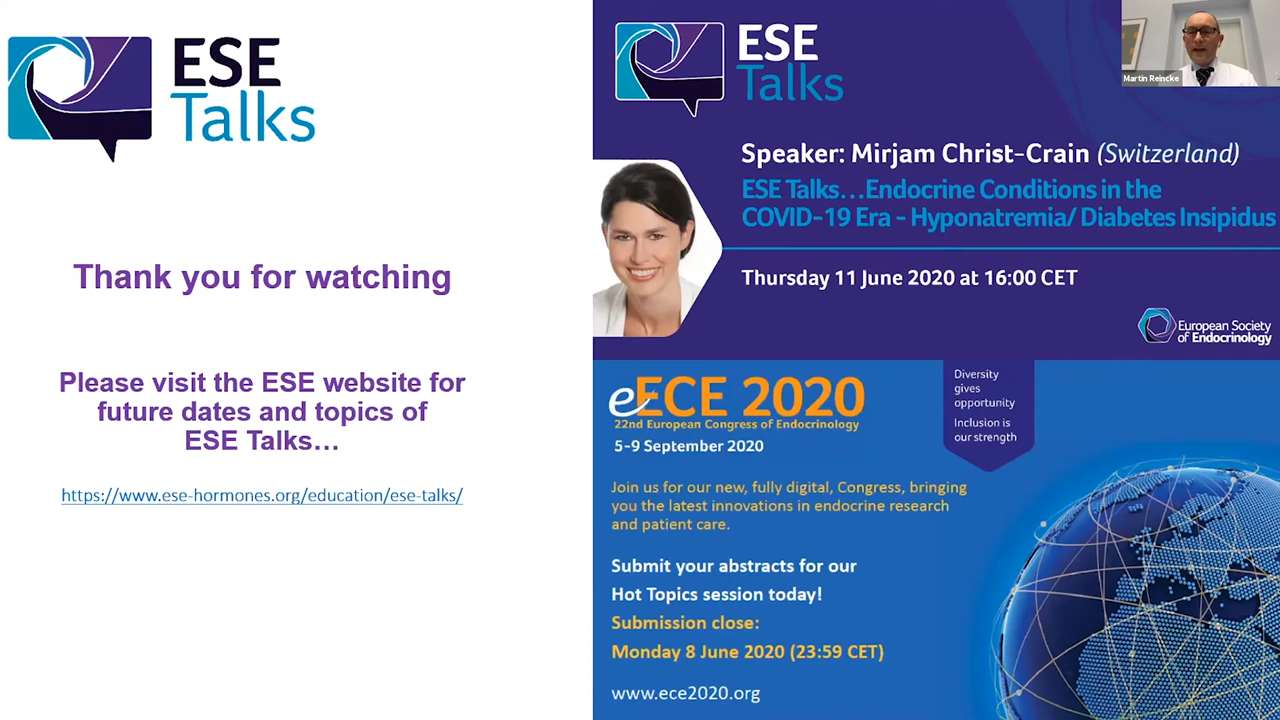 ESE
Talks
Thank you for watching
Please visit the ESE website for
future dates and topics of
ESE Talks…
https://www.ese-hormones.org/education/ese-talks/
ESE
Talks
Martin Reincke
Speaker: Mirjam Christ-Crain (Switzerland)
ESE Talks…Endocrine Conditions in the
COVID-19 Era - Hyponatremia/ Diabetes Insipidus
Thursday 11 June 2020 at 16:00 CET
European Society
of Endocrinology
eECE 2020
22nd European Congress of Endocrinology
5-9 September 2020
Diversity
gives
opportunity
Inclusion is
our strength
Join us for our new, fully digital, Congress, bringing
you the latest innovations in endocrine research
and patient care.
Submit your abstracts for our
Hot Topics session today!
Submission close:
Monday 8 June 2020 (23:59 CET)
www.ece2020.org